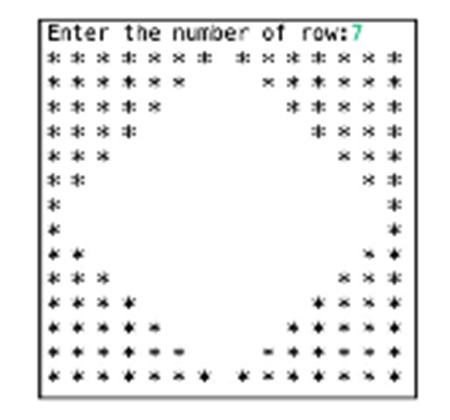 Enter the number of row:7
* * * * * * *  * * * * * * *
* * * * * *      * * * * * *
* * * * *          * * * * *
* * * *              * * * *
* * *                  * * *
* *                      * *
*                          *
*                          *
* *                      * *
* * *                  * * *
* * * *              * * * *
* * * * *          * * * * *
* * * * * *      * * * * * *
* * * * * * *  * * * * * * *